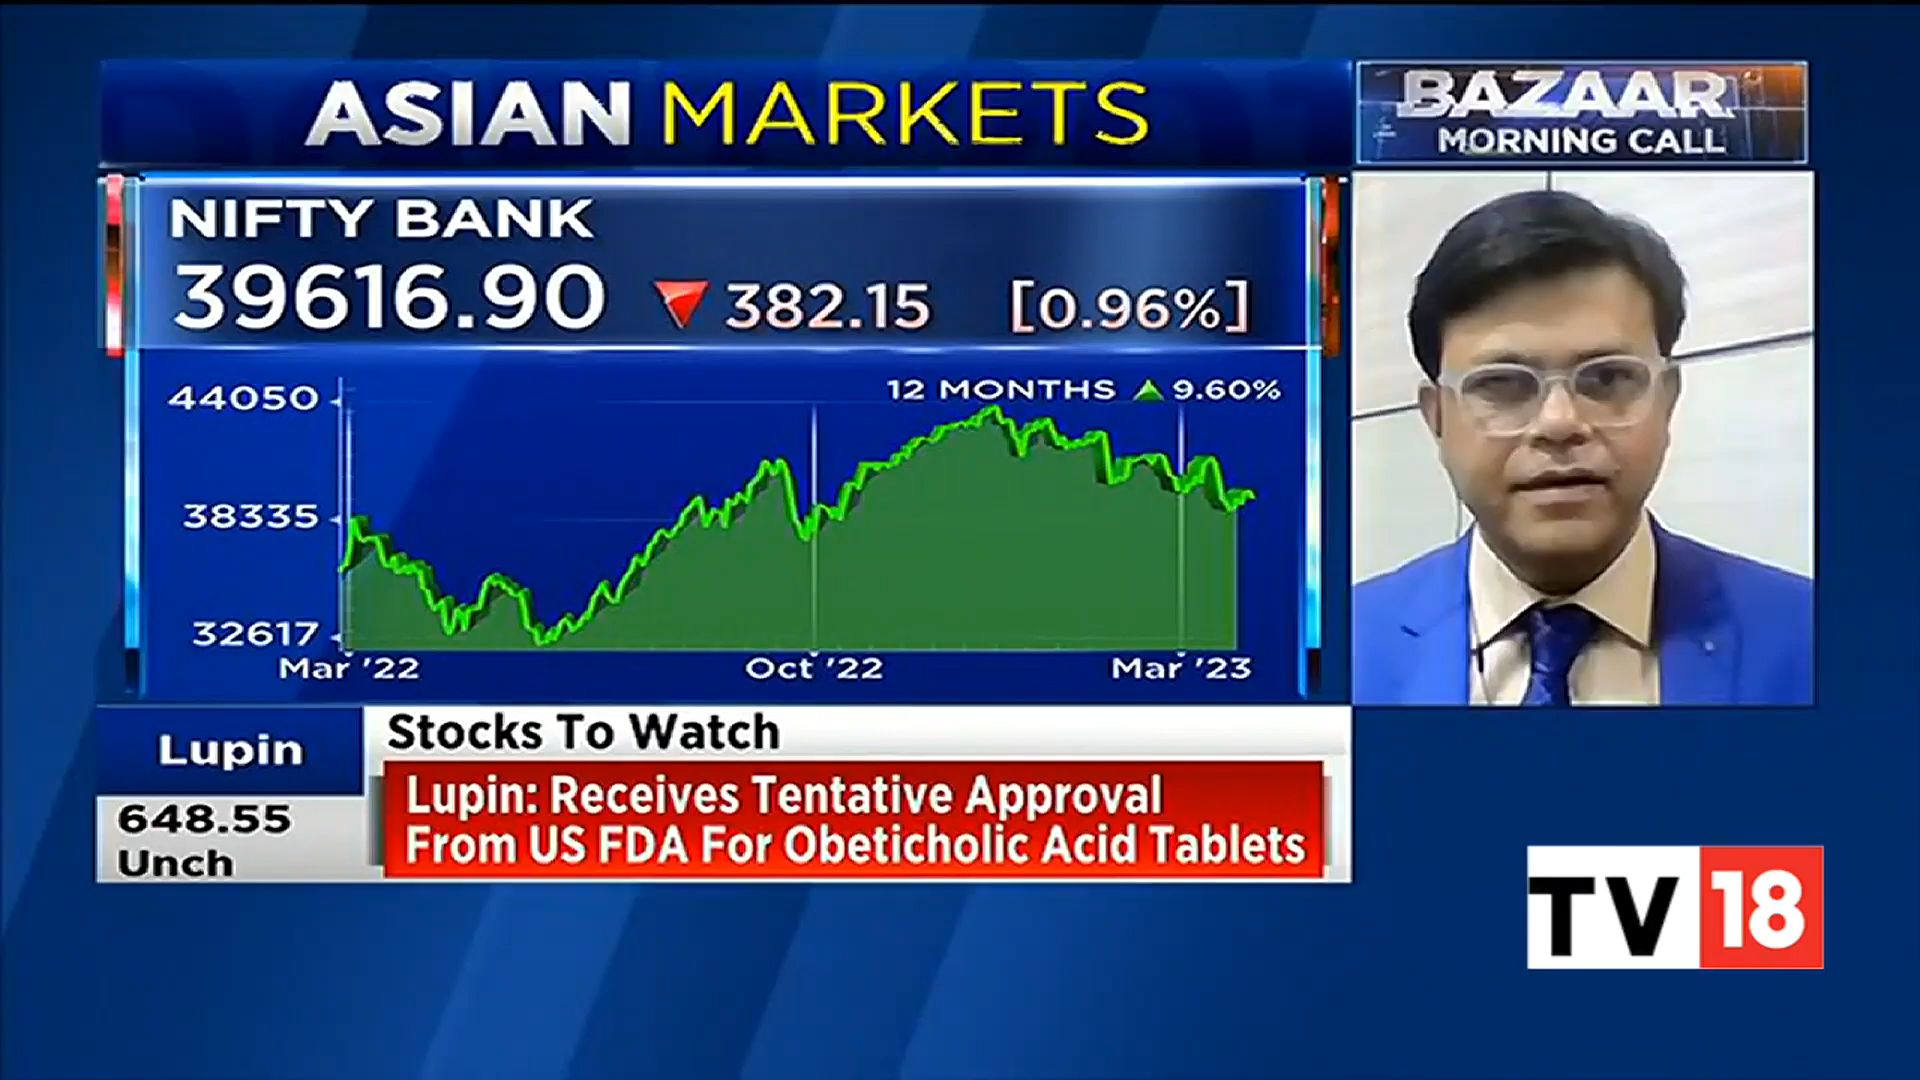 ASIAN MARKETS
BAZAAR
MORNING CALL
NIFTY BANK
39616.90 ▼ 382.15 [0.96%]
12 MONTHS ▲ 9.60%
44050
38335
32617
Mar '22 Oct '22 Mar '23
Lupin
648.55
Unch
Stocks To Watch
Lupin: Receives Tentative Approval
From US FDA For Obeticholic Acid Tablets
TV18